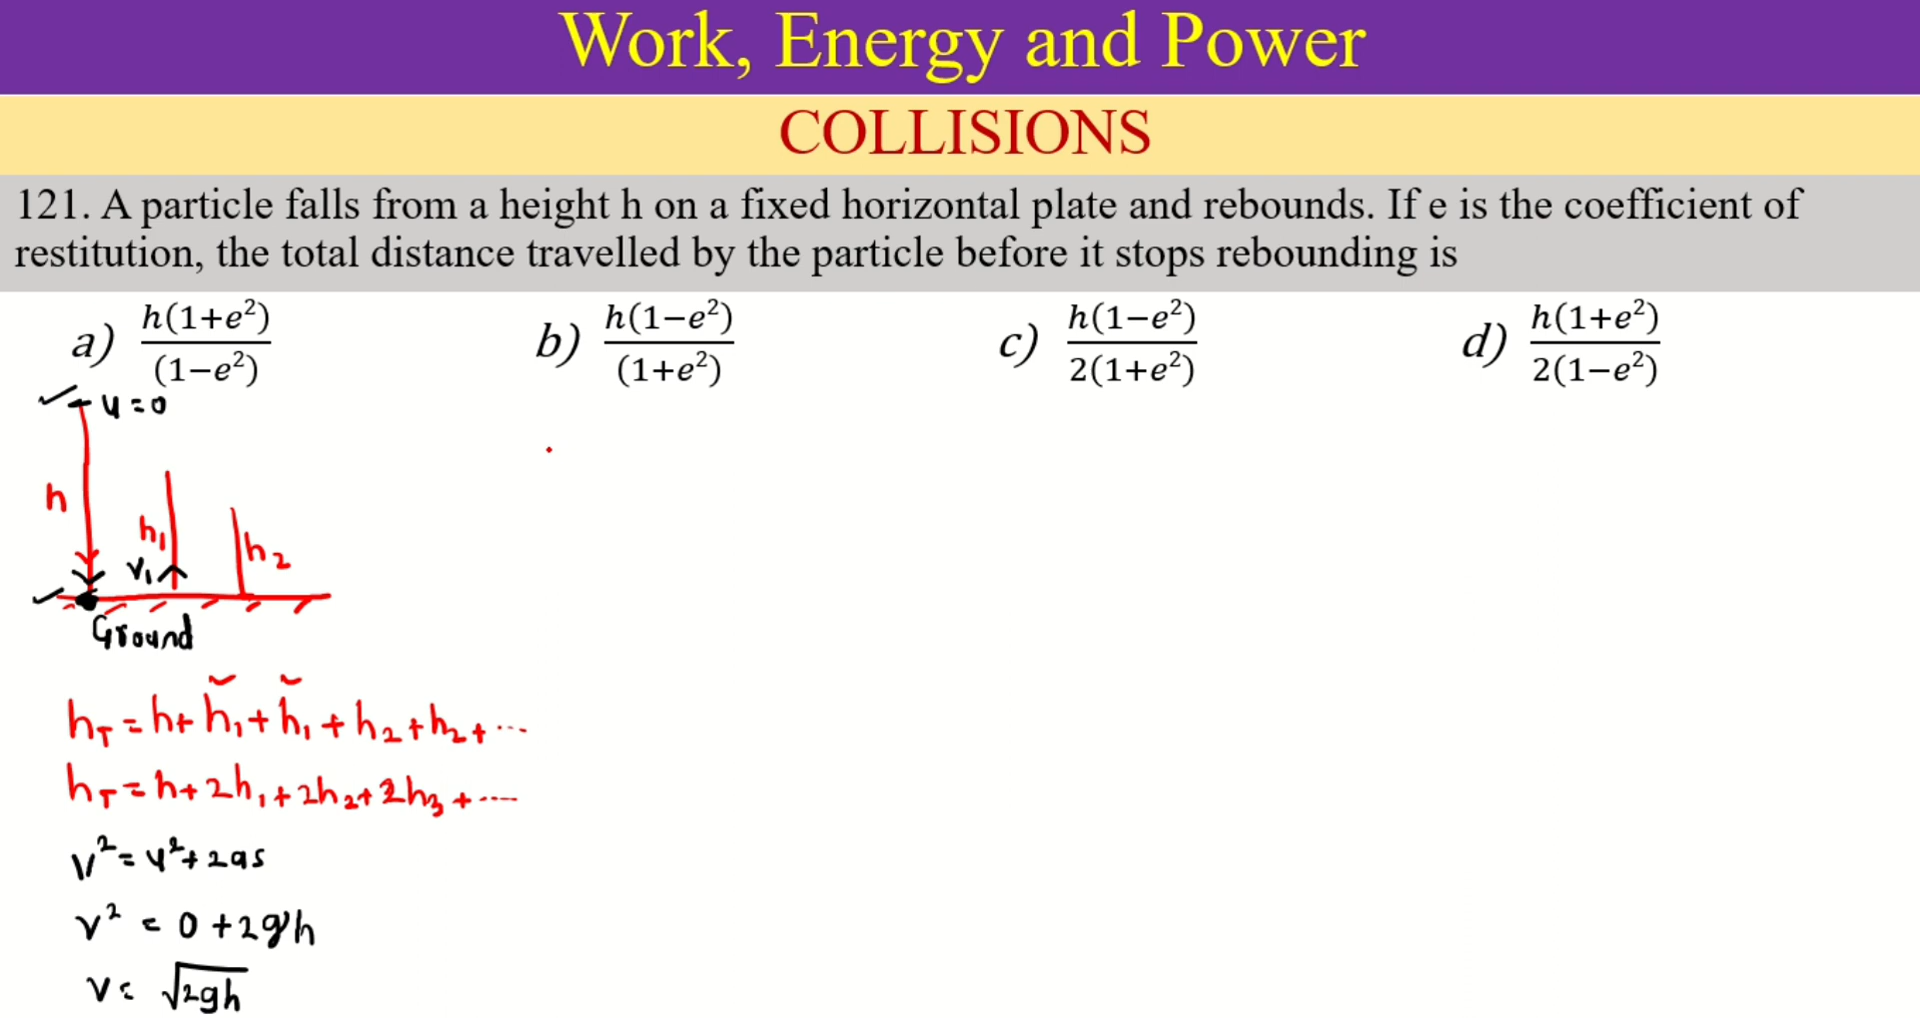 Work, Energy and Power
COLLISIONS
121. A particle falls from a height h on a fixed horizontal plate and rebounds. If e is the coefficient of
restitution, the total distance travelled by the particle before it stops rebounding is
a) h(1+e²)/(1−e²) b) h(1−e²)/(1+e²) c) h(1−e²)/2(1+e²) d) h(1+e²)/2(1−e²)
u=0
h
h₁
h₂
v₁
Ground
h_T = h+h₁+h₁+h₂+h₂+...
h_T = h+2h₁+2h₂+2h₃+....
v²=u²+2as
v² = 0+2gh
v= √2gh